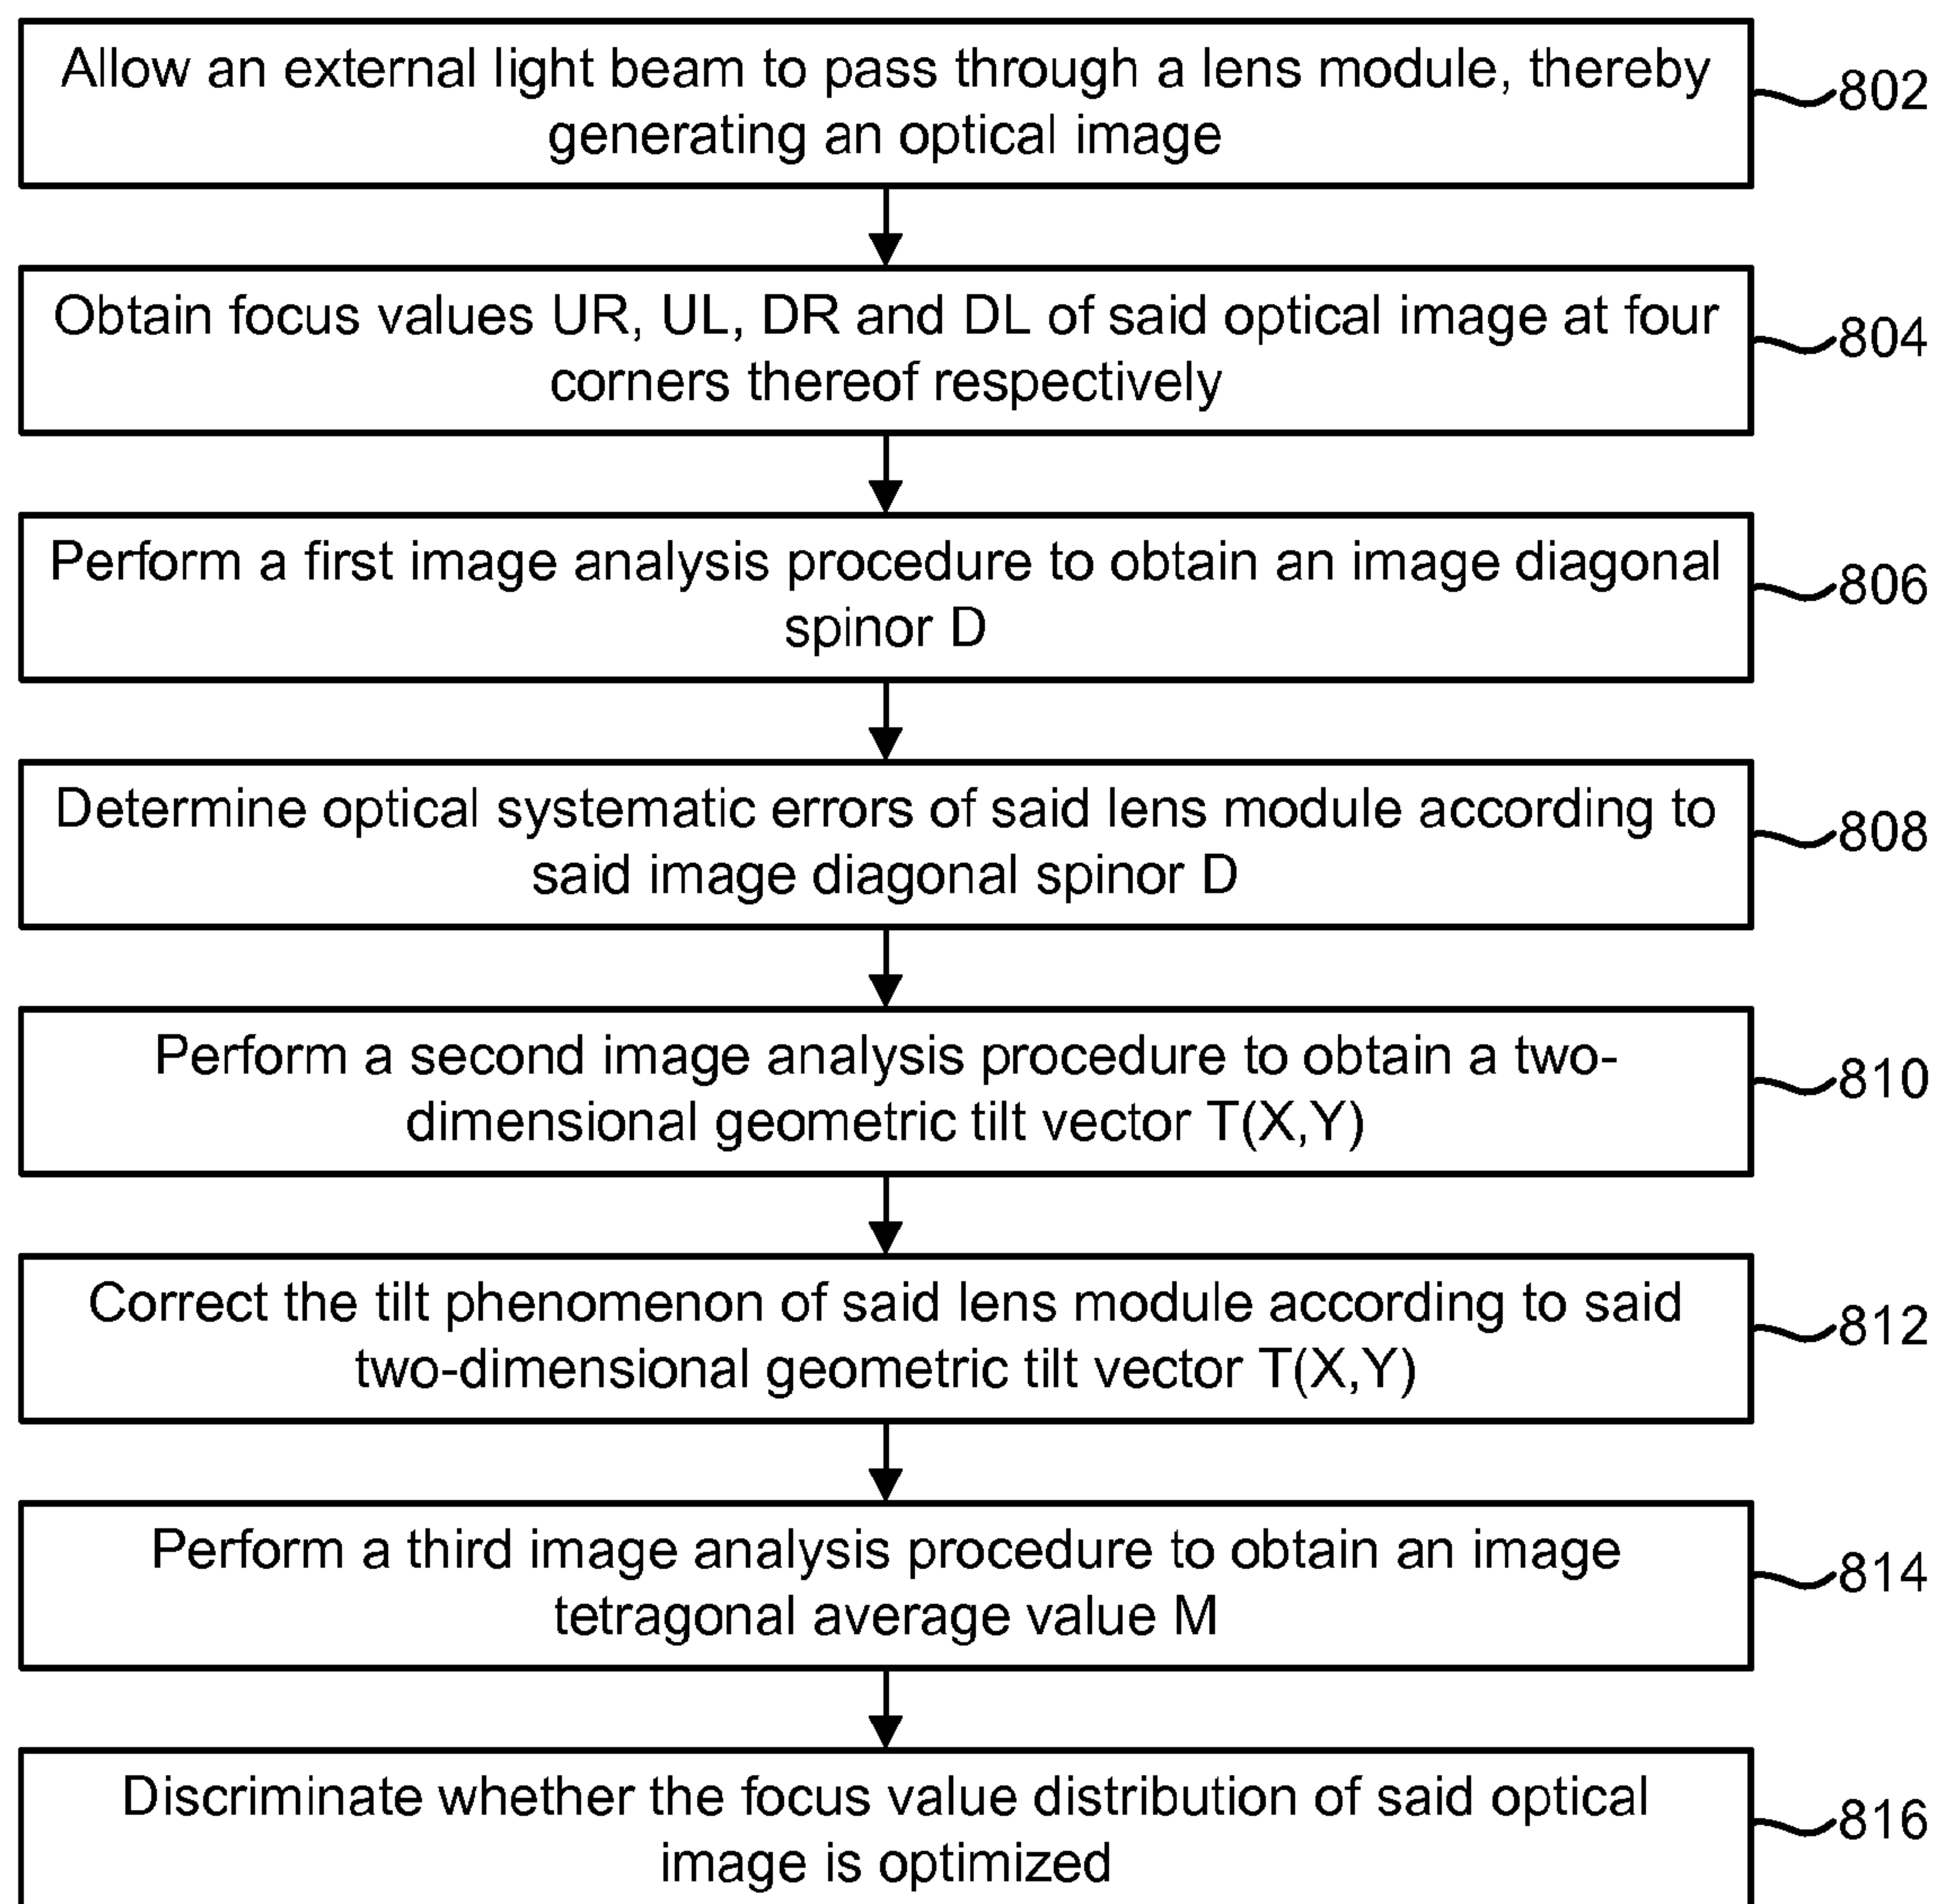 Allow an external light beam to pass through a lens module, thereby
generating an optical image
802
Obtain focus values UR, UL, DR and DL of said optical image at four
corners thereof respectively
804
Perform a first image analysis procedure to obtain an image diagonal
spinor D
806
Determine optical systematic errors of said lens module according to
said image diagonal spinor D
808
Perform a second image analysis procedure to obtain a two-
dimensional geometric tilt vector T(X,Y)
810
Correct the tilt phenomenon of said lens module according to said
two-dimensional geometric tilt vector T(X,Y)
812
Perform a third image analysis procedure to obtain an image
tetragonal average value M
814
Discriminate whether the focus value distribution of said optical
image is optimized
816